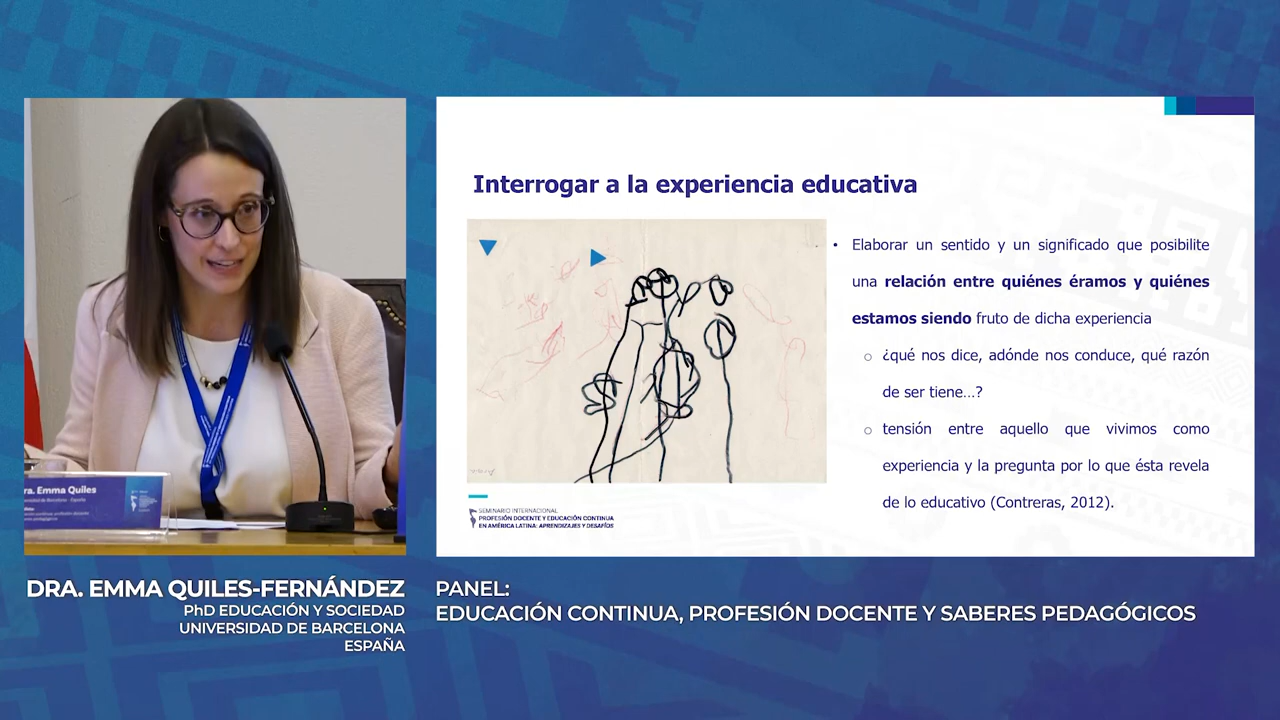 Interrogar a la experiencia educativa
• Elaborar un sentido y un significado que posibilite
una relación entre quiénes éramos y quiénes
estamos siendo fruto de dicha experiencia
○ ¿qué nos dice, adónde nos conduce, qué razón
de ser tiene...?
○ tensión entre aquello que vivimos como
experiencia y la pregunta por lo que ésta revela
de lo educativo (Contreras, 2012).
SEMINARIO INTERNACIONAL
PROFESIÓN DOCENTE Y EDUCACIÓN CONTINUA
EN AMÉRICA LATINA: APRENDIZAJES Y DESAFÍOS
ra. Emma Quiles
DRA. EMMA QUILES-FERNÁNDEZ
PhD EDUCACIÓN Y SOCIEDAD
UNIVERSIDAD DE BARCELONA
ESPAÑA
PANEL:
EDUCACIÓN CONTINUA, PROFESIÓN DOCENTE Y SABERES PEDAGÓGICOS